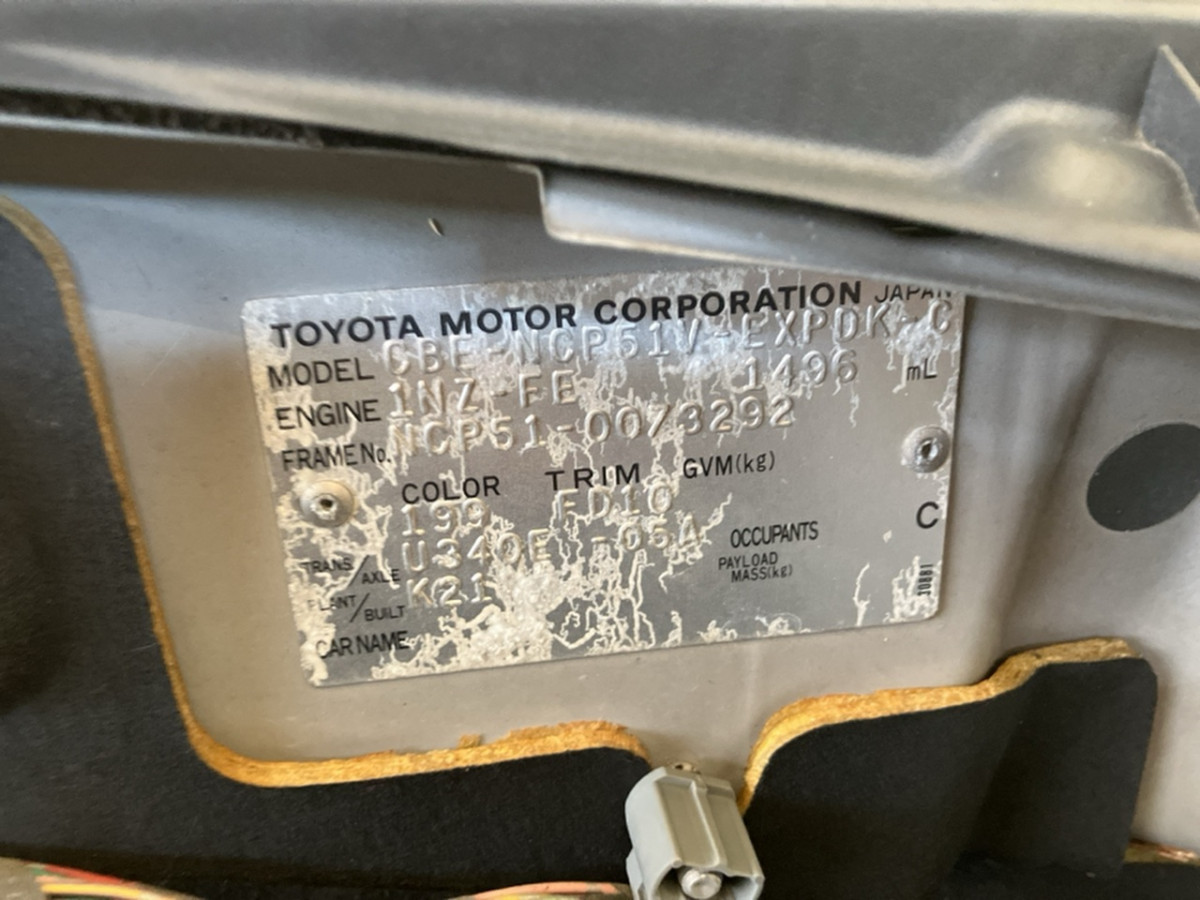 TOYOTA MOTOR CORPORATION JAPAN
MODEL CBE-NCP51V-EXPDK-C
ENGINE 1NZ-FE 1496 mL
FRAME No. NCP51-0073292
COLOR TRIM GVM(kg)
199 FD10
TRANS/AXLE U340E -05A OCCUPANTS
PLANT/BUILT K21 PAYLOAD MASS(kg)
CAR NAME
C